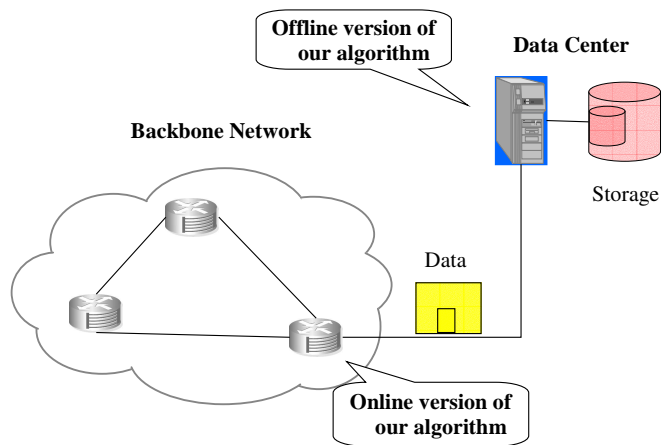 Offline version of
our algorithm
Data Center
Backbone Network
Storage
Data
Online version of
our algorithm